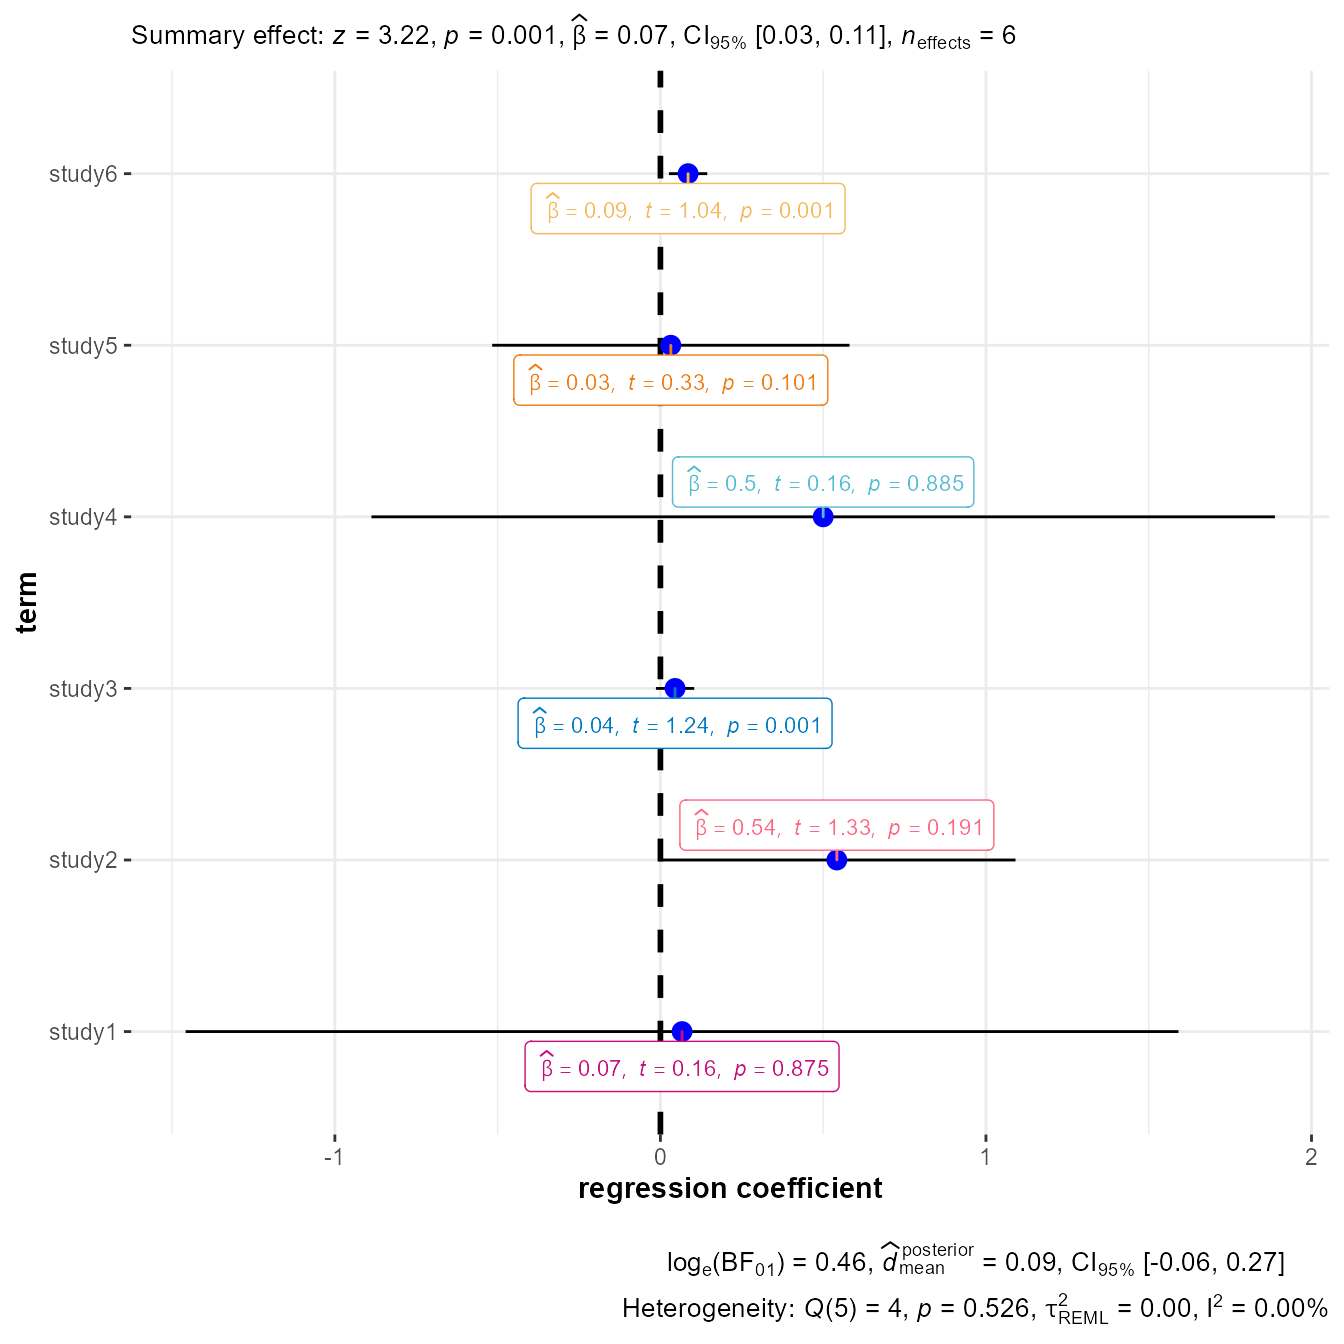 Summary effect: z = 3.22, p = 0.001, β̂ = 0.07, CI95% [0.03, 0.11], neffects = 6
study6
β̂ = 0.09, t = 1.04, p = 0.001
study5
β̂ = 0.03, t = 0.33, p = 0.101
β̂ = 0.5, t = 0.16, p = 0.885
study4
term
study3
β̂ = 0.04, t = 1.24, p = 0.001
β̂ = 0.54, t = 1.33, p = 0.191
study2
study1
β̂ = 0.07, t = 0.16, p = 0.875
-1 0 1 2
regression coefficient
loge(BF01) = 0.46, d̂ posterior mean = 0.09, CI95% [-0.06, 0.27]
Heterogeneity: Q(5) = 4, p = 0.526, τ²REML = 0.00, I² = 0.00%